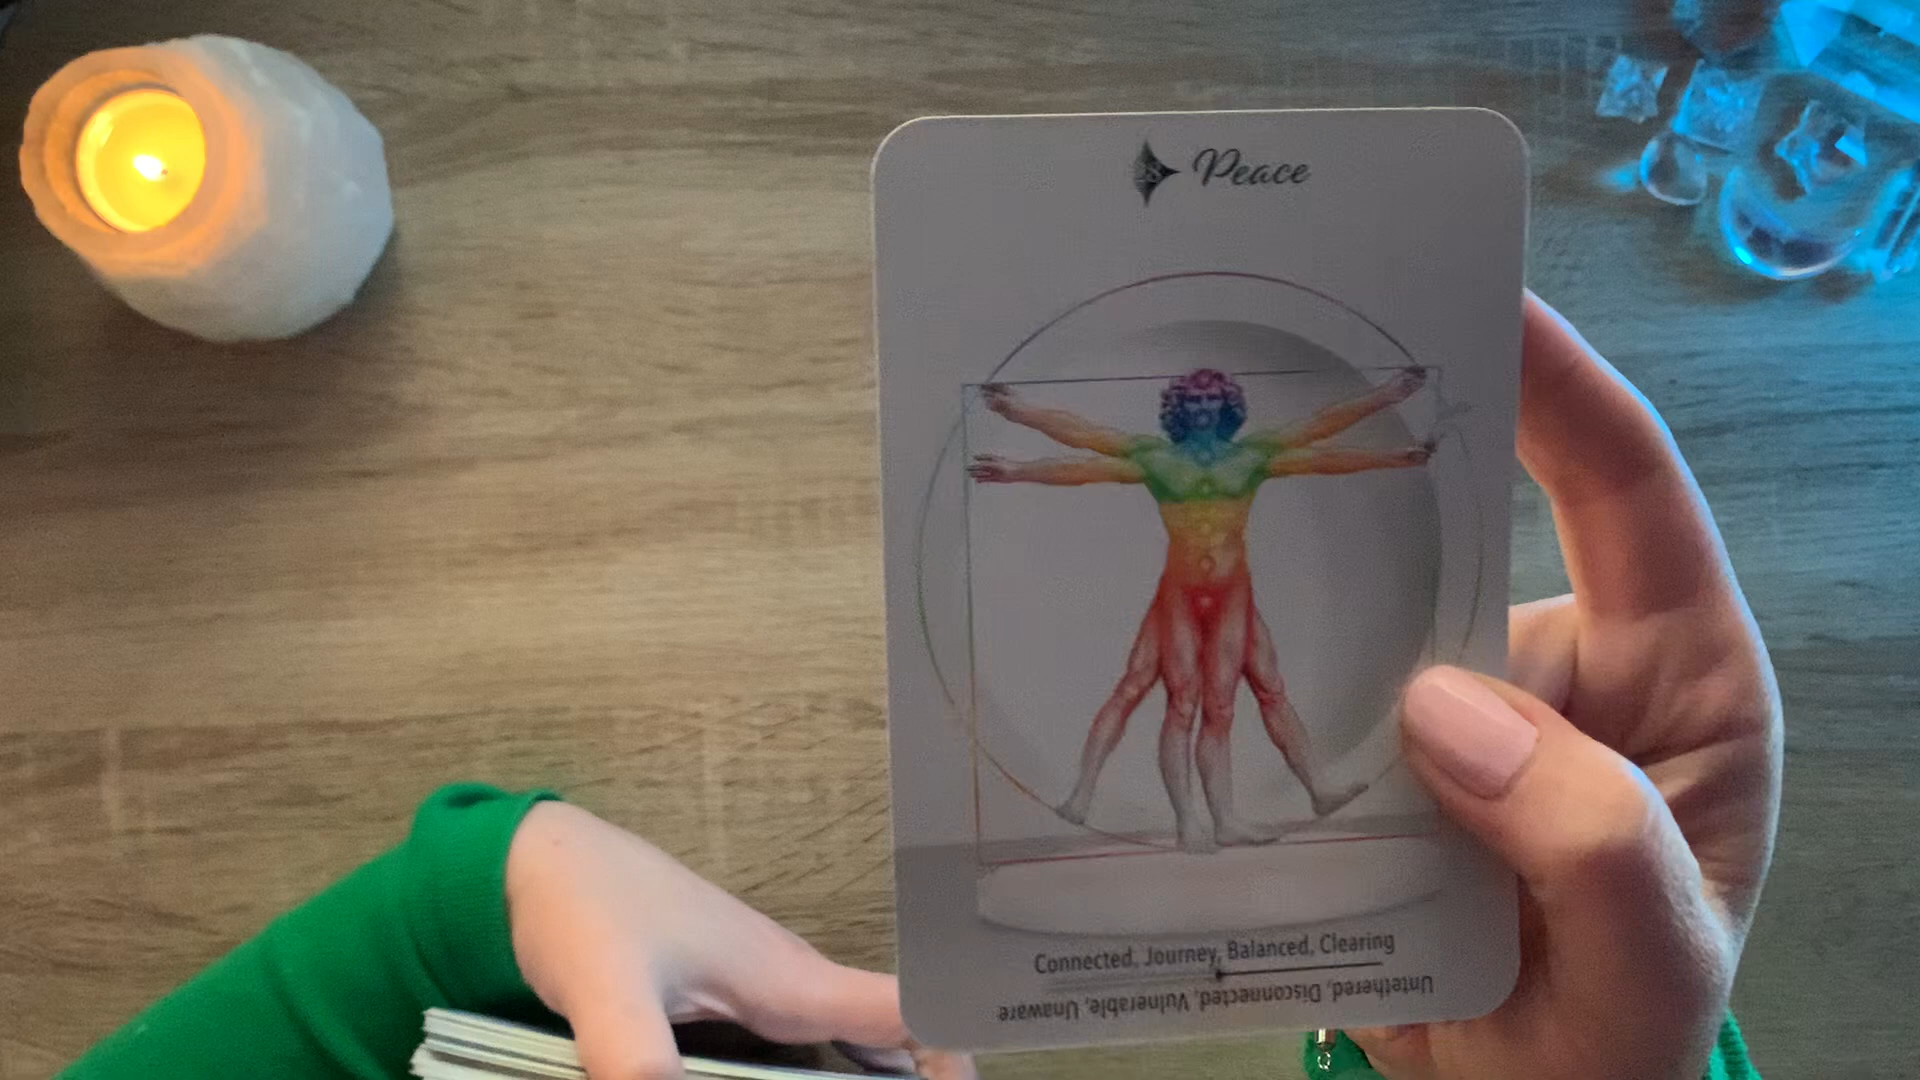 Peace
Connected, Journey, Balanced, Clearing
Untethered, Disconnected, Vulnerable, Unaware